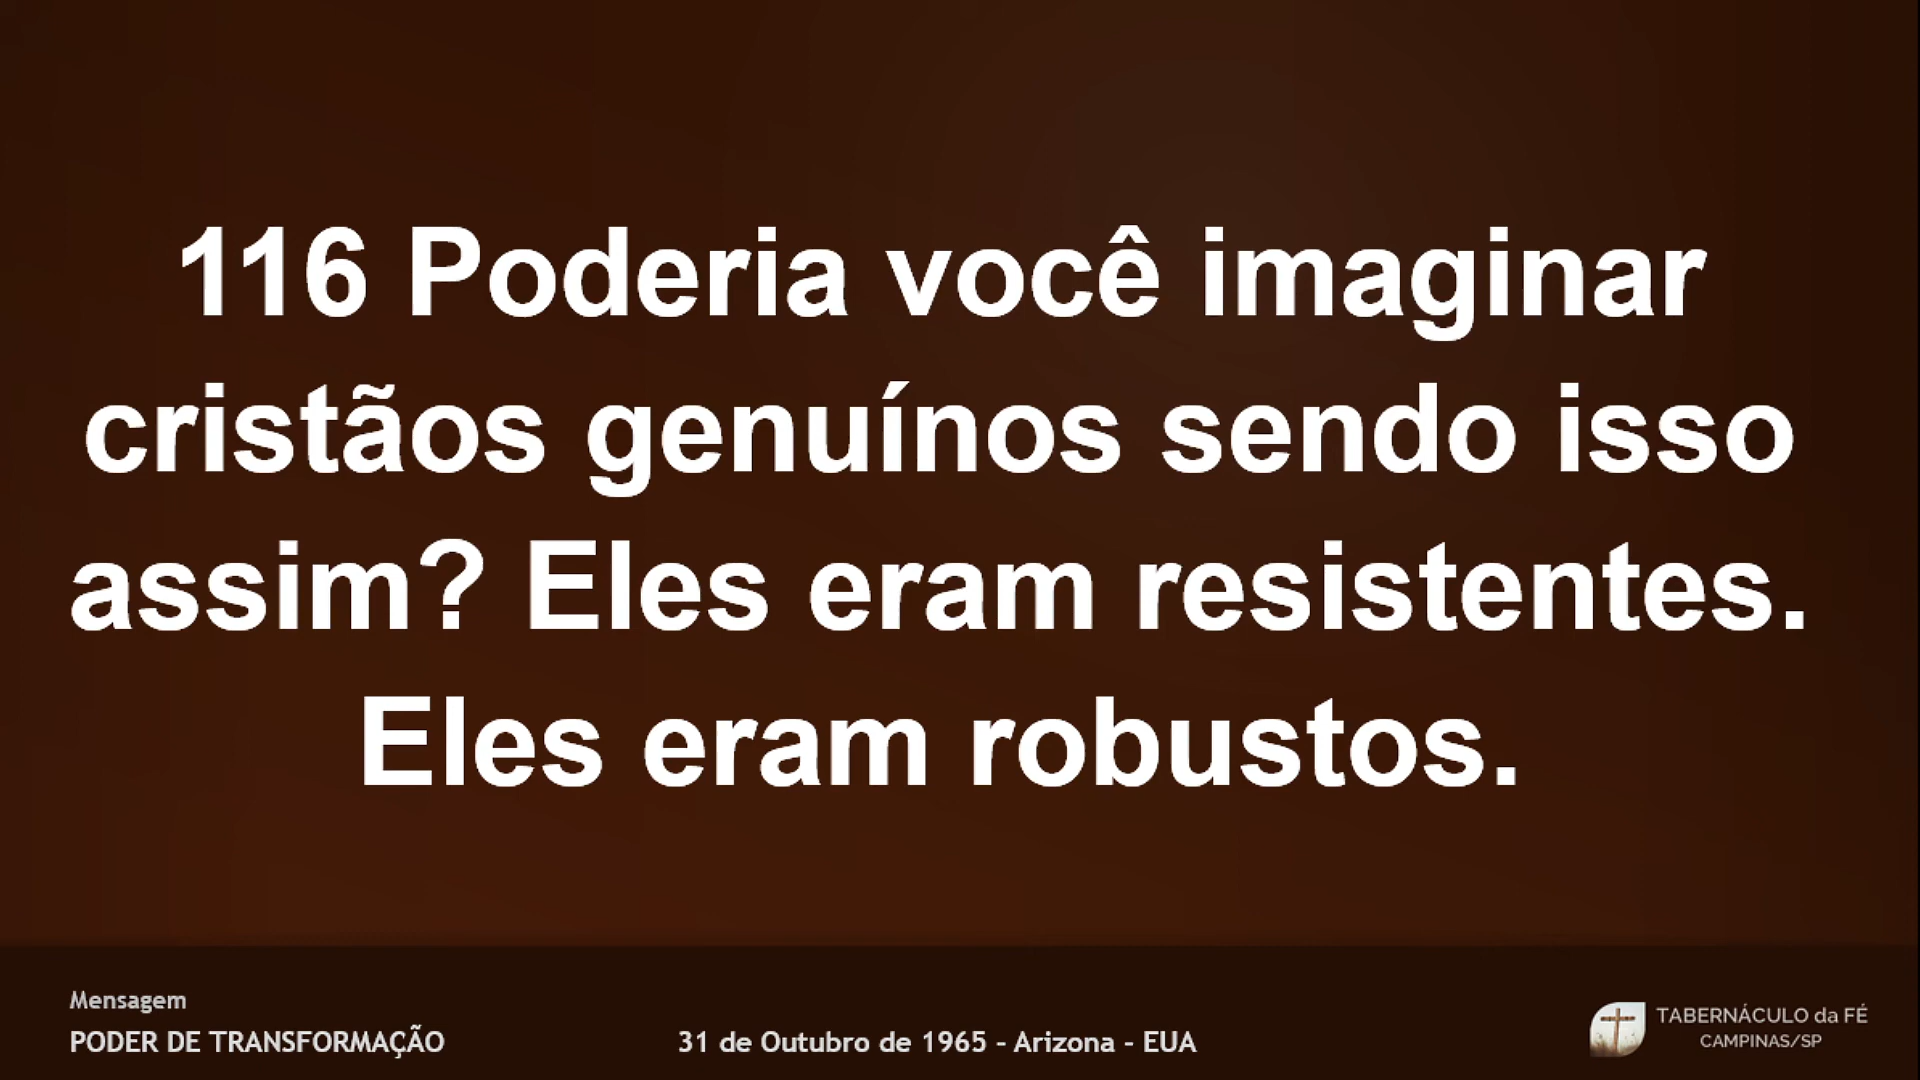 116 Poderia você imaginar
cristãos genuínos sendo isso
assim? Eles eram resistentes.
Eles eram robustos.
Mensagem
PODER DE TRANSFORMAÇÃO
31 de Outubro de 1965 - Arizona - EUA
TABERNÁCULO da FÉ
CAMPINAS/SP